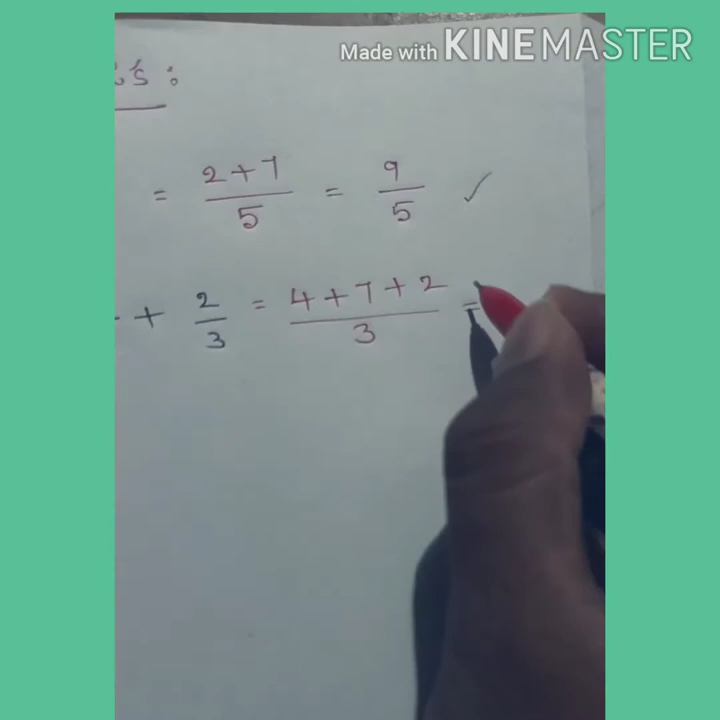 Made with KINEMASTER
= 2+7/5 = 9/5 ✓
+ 2/3 = 4+7+2/3 =